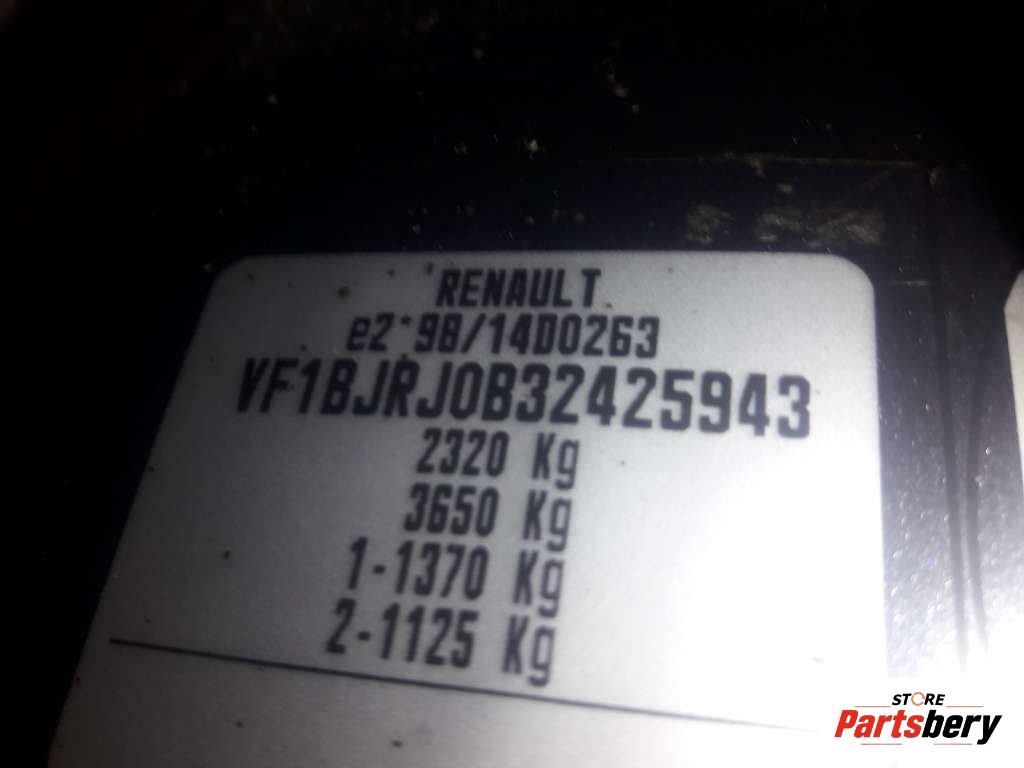 RENAULT
e2*98/14D0263
VF1BJRJ0B32425943
2320 Kg
3650 Kg
1-1370 Kg
2-1125 Kg
STORE
Partsbery